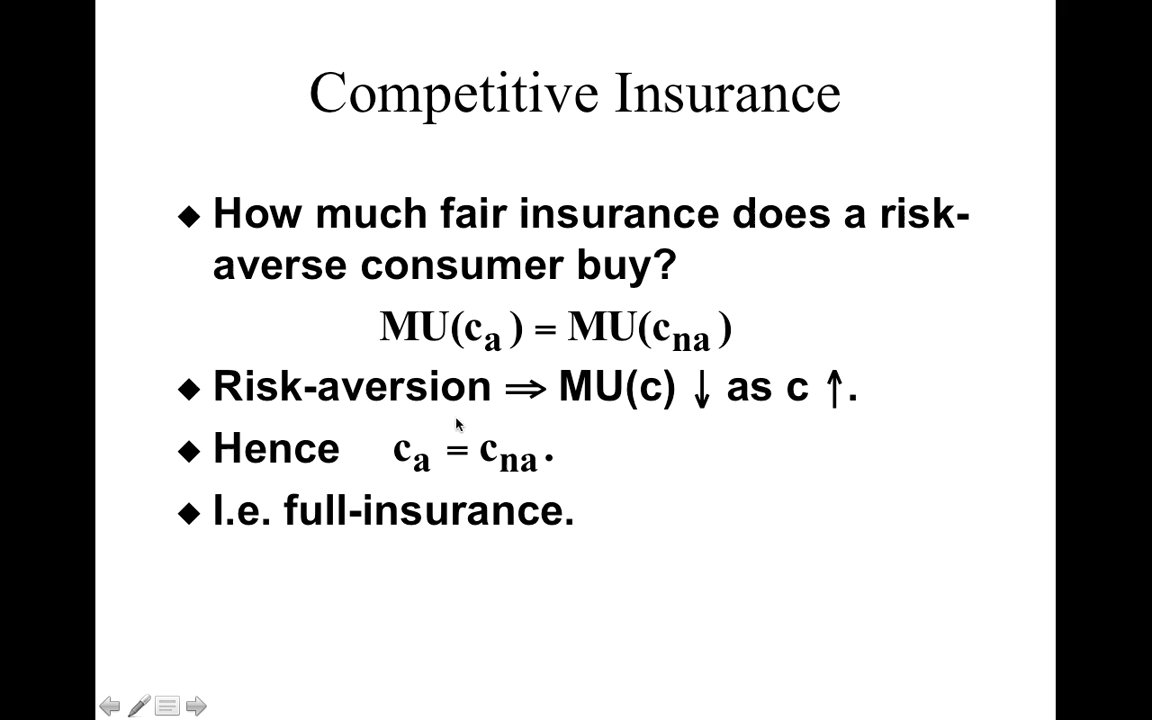 Competitive Insurance
◆ How much fair insurance does a risk-
averse consumer buy?
MU(cₐ) = MU(cₙₐ)
◆ Risk-aversion ⇒ MU(c) ↓ as c ↑.
◆ Hence cₐ = cₙₐ.
◆ I.e. full-insurance.